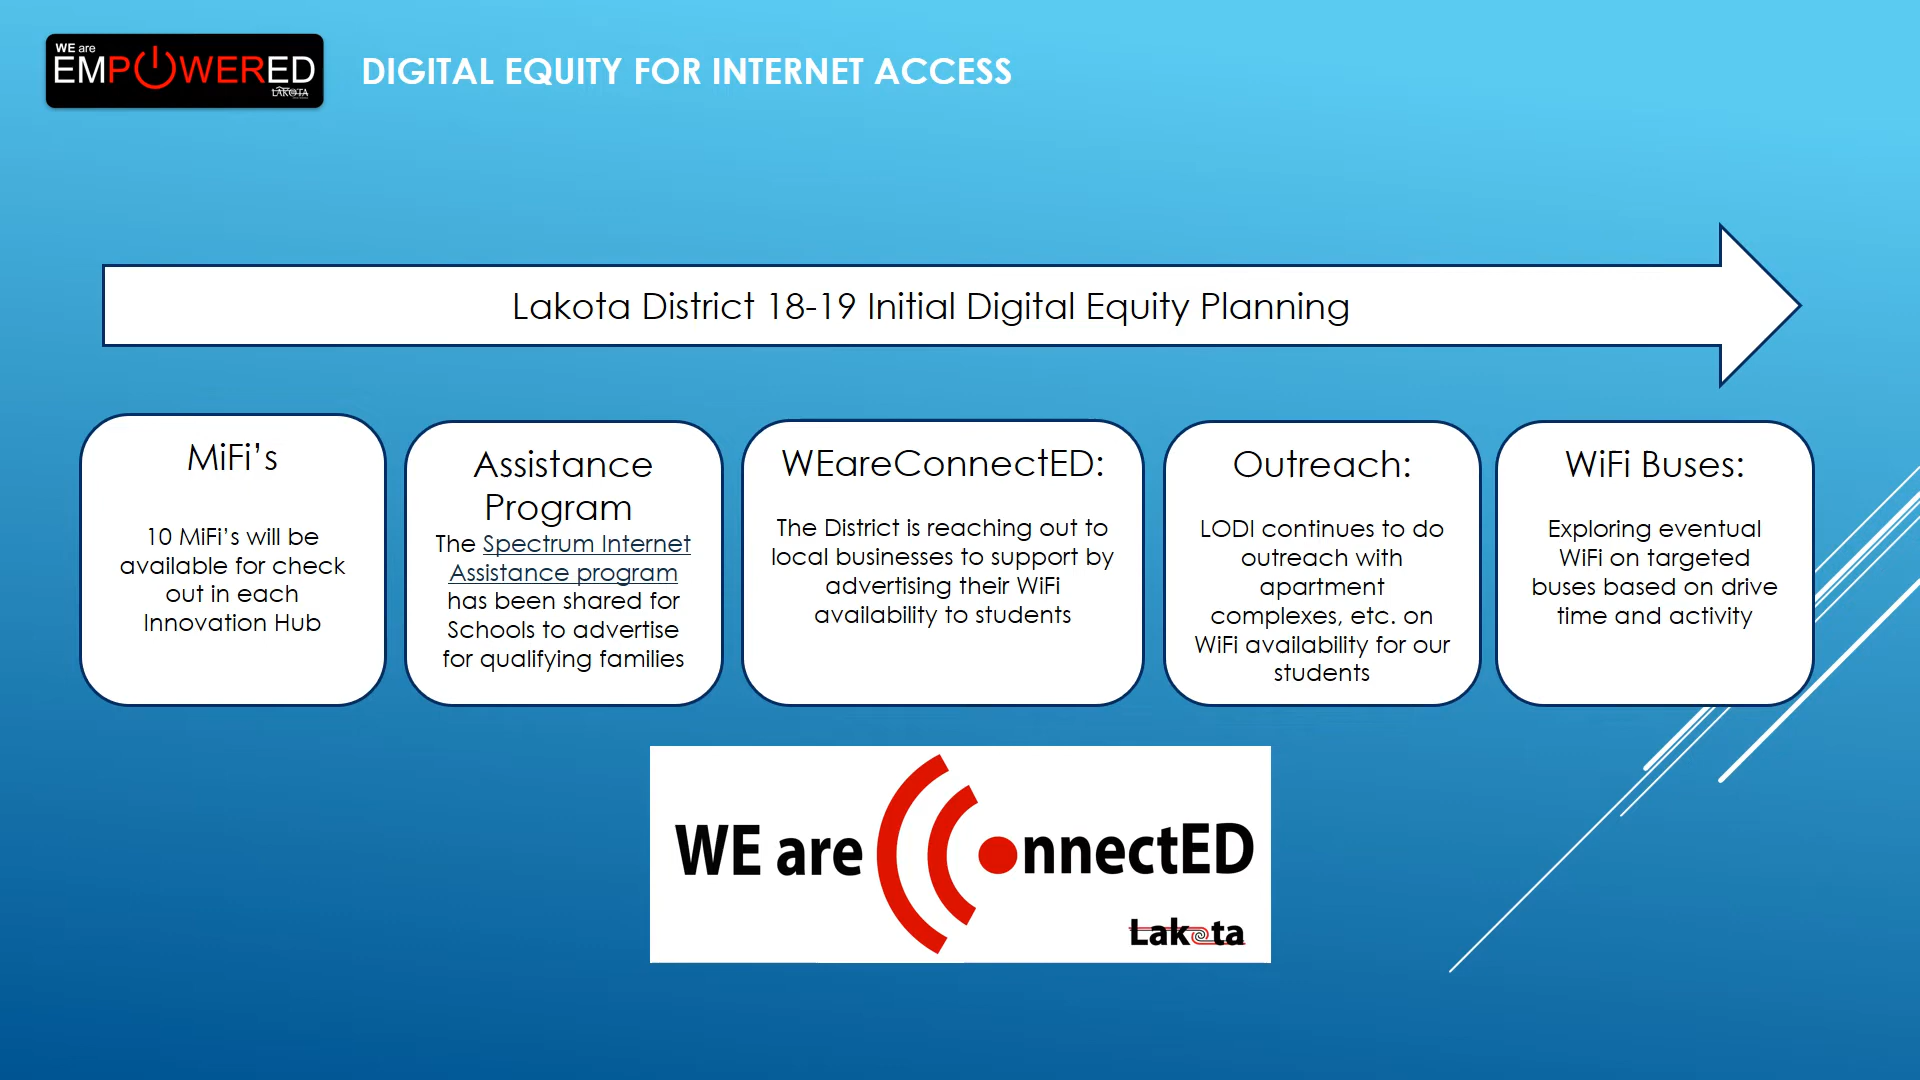 WE are
EMPOWERED
LAKOTA
DIGITAL EQUITY FOR INTERNET ACCESS
Lakota District 18-19 Initial Digital Equity Planning
MiFi’s
10 MiFi’s will be
available for check
out in each
Innovation Hub
Assistance
Program
The Spectrum Internet
Assistance program
has been shared for
Schools to advertise
for qualifying families
WEareConnectED:
The District is reaching out to
local businesses to support by
advertising their WiFi
availability to students
Outreach:
LODI continues to do
outreach with
apartment
complexes, etc. on
WiFi availability for our
students
WiFi Buses:
Exploring eventual
WiFi on targeted
buses based on drive
time and activity
WE are ConnectED
Lakota